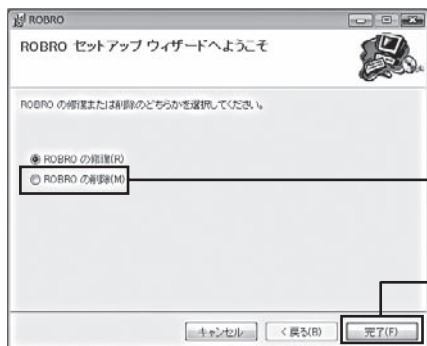 ROBRO
ROBRO セットアップ ウィザードへようこそ
ROBRO の修復または削除のどちらかを選択してください。
ROBRO の修復(R)
ROBRO の削除(M)
キャンセル
< 戻る(B)
完了(F)